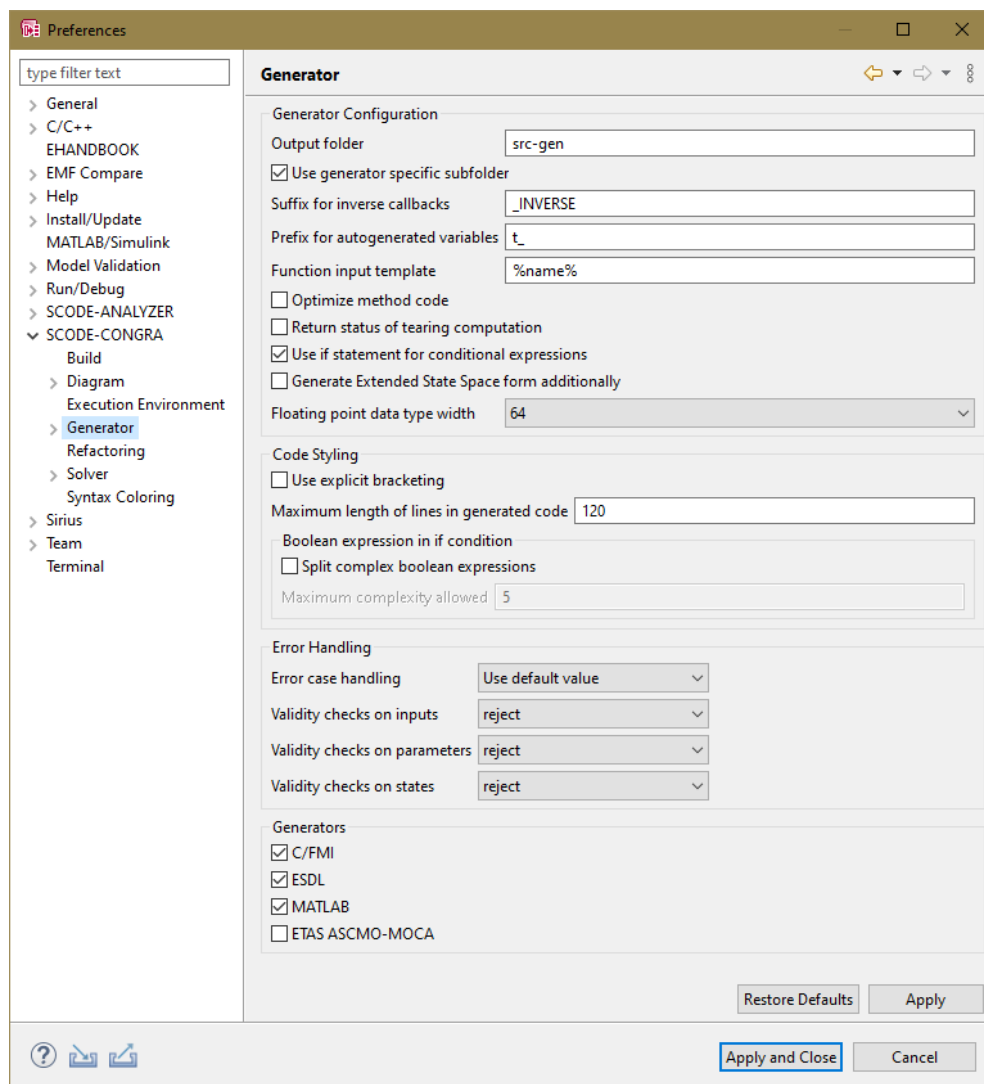 Preferences
type filter text
General
C/C++
EHANDBOOK
EMF Compare
Help
Install/Update
MATLAB/Simulink
Model Validation
Run/Debug
SCODE-ANALYZER
SCODE-CONGRA
Build
Diagram
Execution Environment
Generator
Refactoring
Solver
Syntax Coloring
Sirius
Team
Terminal
Generator
Generator Configuration
Output folder src-gen
Use generator specific subfolder
Suffix for inverse callbacks _INVERSE
Prefix for autogenerated variables t_
Function input template %name%
Optimize method code
Return status of tearing computation
Use if statement for conditional expressions
Generate Extended State Space form additionally
Floating point data type width 64
Code Styling
Use explicit bracketing
Maximum length of lines in generated code 120
Boolean expression in if condition
Split complex boolean expressions
Maximum complexity allowed 5
Error Handling
Error case handling Use default value
Validity checks on inputs reject
Validity checks on parameters reject
Validity checks on states reject
Generators
C/FMI
ESDL
MATLAB
ETAS ASCMO-MOCA
Restore Defaults Apply
? Apply and Close Cancel